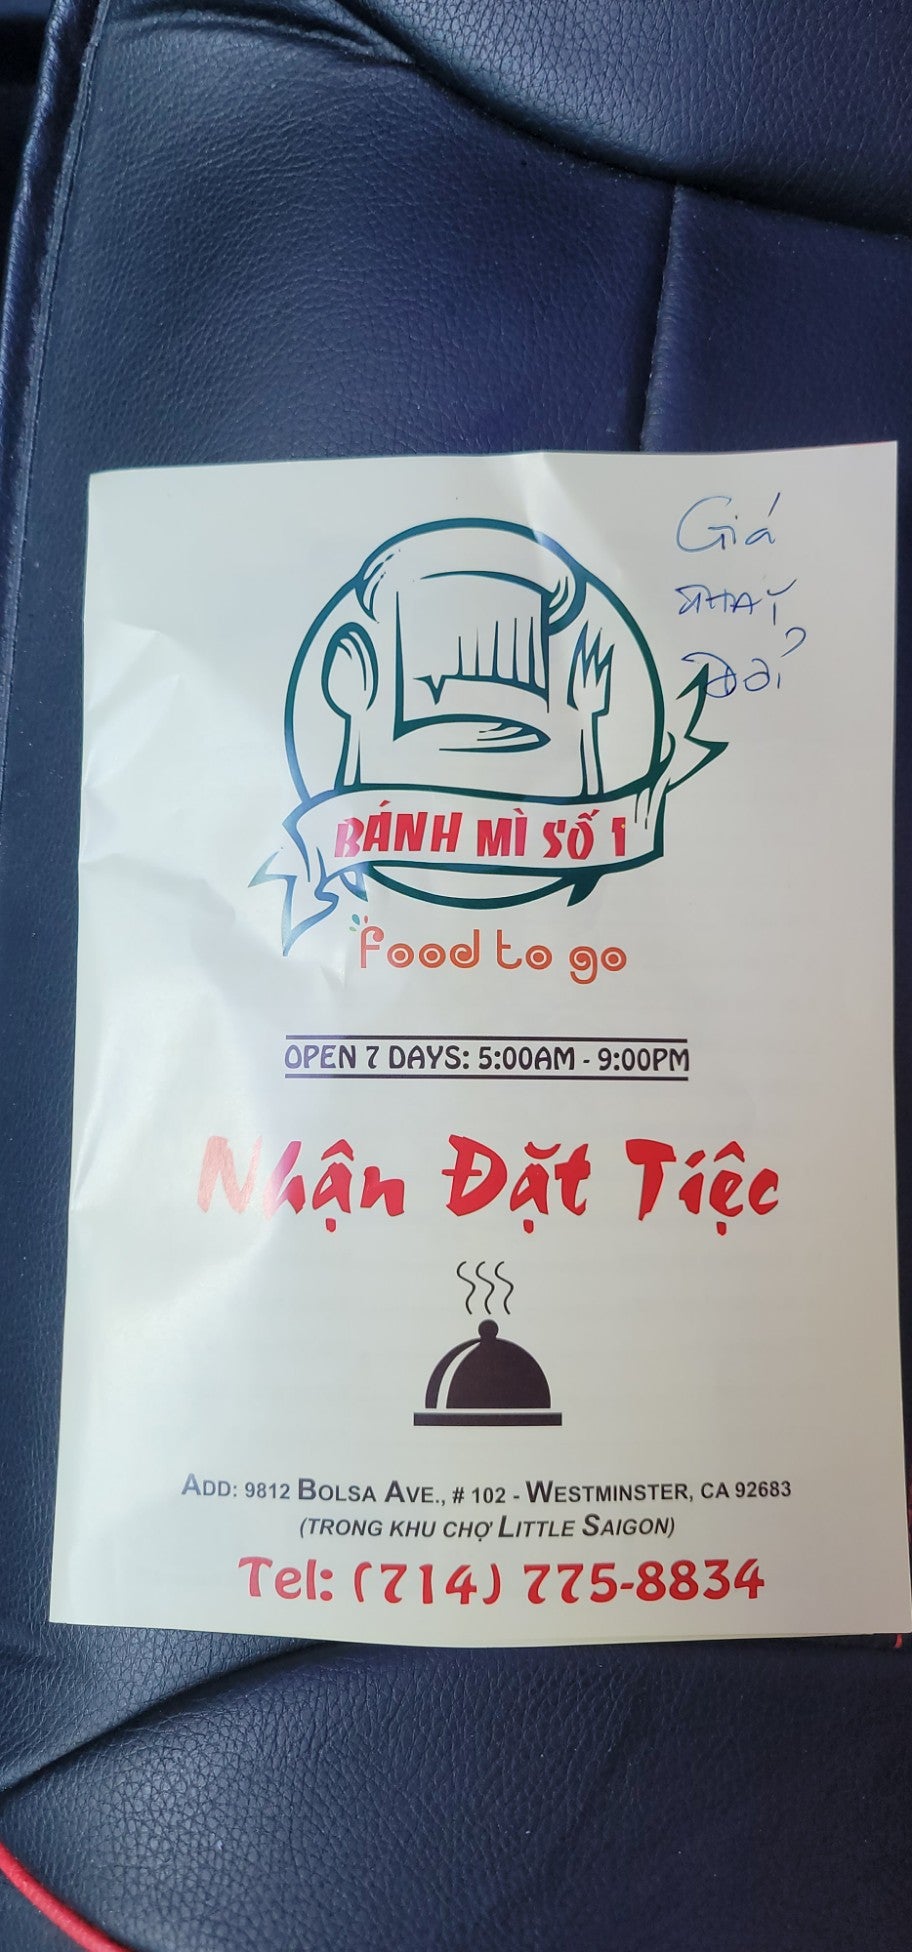 Giá
THAY
Đổi
BÁNH MÌ SỐ 1
food to go
OPEN 7 DAYS: 5:00AM - 9:00PM
Nhận Đặt Tiệc
ADD: 9812 BOLSA AVE., # 102 - WESTMINSTER, CA 92683
(TRONG KHU CHỢ LITTLE SAIGON)
Tel: (714) 775-8834